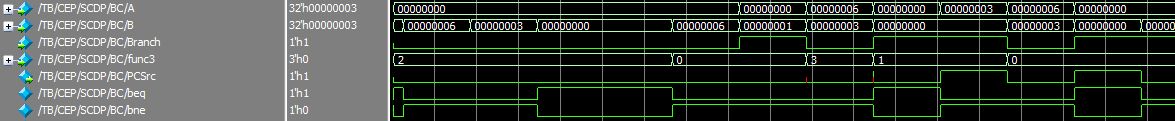 /TB/CEP/SCDP/BC/A 32'h00000003 00000000 00000000 00000006 00000000 00000003 00000006 00000000
/TB/CEP/SCDP/BC/B 32'h00000003 00000006 00000003 00000000 00000006 00000001 00000003 00000000 00000003 00000000
/TB/CEP/SCDP/BC/Branch 1'h1
/TB/CEP/SCDP/BC/func3 3'h0 2 0 3 1 0
/TB/CEP/SCDP/BC/PCSrc 1'h1
/TB/CEP/SCDP/BC/beq 1'h1
/TB/CEP/SCDP/BC/bne 1'h0